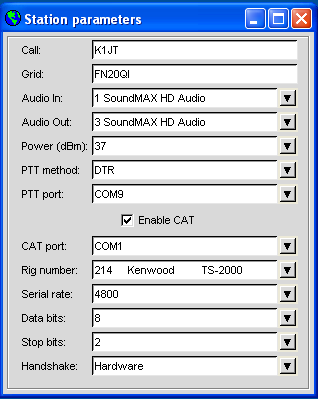 Station parameters
Call: K1JT
Grid: FN20QI
Audio In: 1 SoundMAX HD Audio
Audio Out: 3 SoundMAX HD Audio
Power (dBm): 37
PTT method: DTR
PTT port: COM9
Enable CAT
CAT port: COM1
Rig number: 214 Kenwood TS-2000
Serial rate: 4800
Data bits: 8
Stop bits: 2
Handshake: Hardware